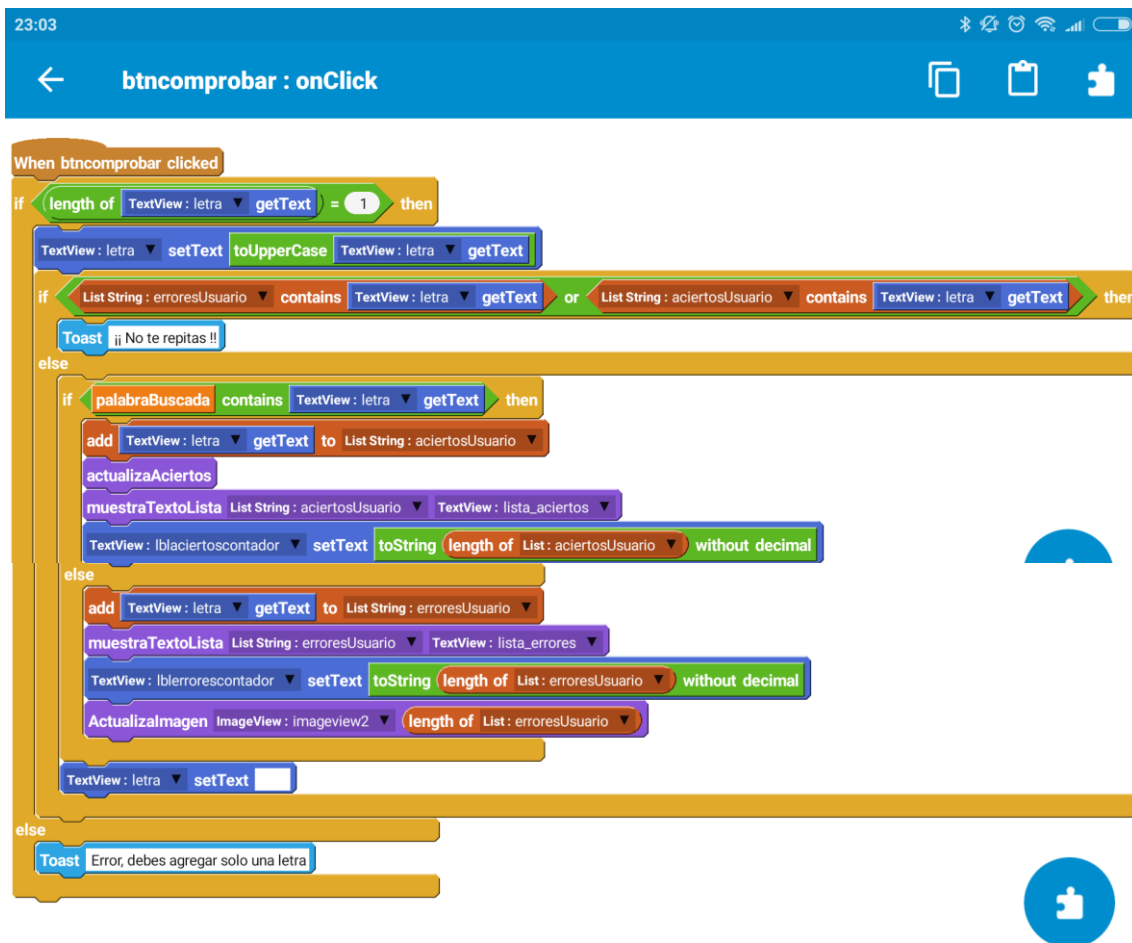 23:03
btncomprobar : onClick
When btncomprobar clicked
if length of TextView : letra getText = 1 then
TextView : letra setText toUpperCase TextView : letra getText
if List String : erroresUsuario contains TextView : letra getText or List String : aciertosUsuario contains TextView : letra getText then
Toast ¡¡ No te repitas !!
else
if palabraBuscada contains TextView : letra getText then
add TextView : letra getText to List String : aciertosUsuario
actualizaAciertos
muestraTextoLista List String : aciertosUsuario TextView : lista_aciertos
TextView : lblaciertoscontador setText toString length of List : aciertosUsuario without decimal
else
add TextView : letra getText to List String : erroresUsuario
muestraTextoLista List String : erroresUsuario TextView : lista_errores
TextView : lblerrorescontador setText toString length of List : erroresUsuario without decimal
ActualizaImagen ImageView : imageview2 length of List : erroresUsuario
TextView : letra setText
else
Toast Error, debes agregar solo una letra